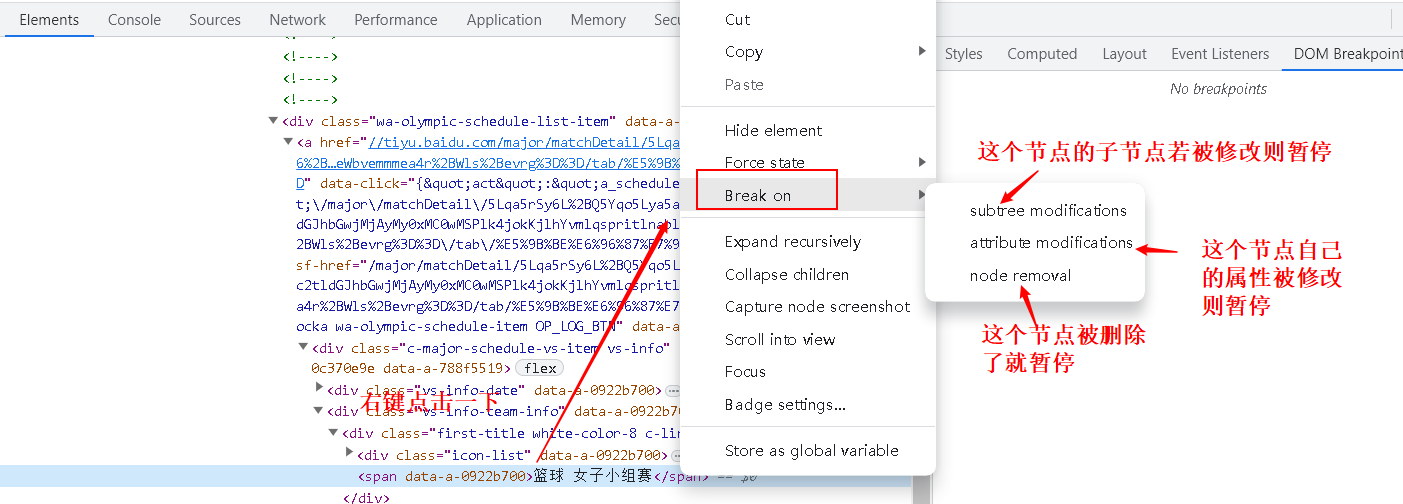 Elements Console Sources Network Performance Application Memory
Cut
Copy
Paste
Hide element
Force state
Break on
Expand recursively
Collapse children
Capture node screenshot
Scroll into view
Focus
Badge settings...
Store as global variable
subtree modifications
attribute modifications
node removal
Styles Computed Layout Event Listeners DOM Breakpoint
No breakpoints
这个节点的子节点若被修改则暂停
这个节点自己
的属性被修改
则暂停
这个节点被删除
了就暂停
右键点击一下
<!---->
<!---->
<!---->
<div class="wa-olympic-schedule-list-item" data-a-
<a href="//tiyu.baidu.com/major/matchDetail/5Lqa
6%2B…eWbvemmmea4r%2BWls%2Bevrg%3D%3D/tab/%E5%9B%
D" data-click="{&quot;act&quot;:&quot;a_schedule
t;\/major\/matchDetail\/5Lqa5rSy6L%2BQ5Yqo5Lya5a
dGJhbGwjMjAyMy0xMC0wMSPlk4jokKjlhYvmlqspritlnabl
2BWls%2Bevrg%3D%3D\/tab\/%E5%9B%BE%E6%96%87%E7%9
sf-href="/major/matchDetail/5Lqa5rSy6L%2BQ5Yqo5L
c2tldGJhbGwjMjAyMy0xMC0wMSPlk4jokKjlhYvmlqspritl
a4r%2BWls%2Bevrg%3D%3D/tab/%E5%9B%BE%E6%96%87%E7
ocka wa-olympic-schedule-item OP_LOG_BTN" data-a-
<div class="c-major-schedule-vs-item vs-info"
0c370e9e data-a-788f5519> flex
<div class="vs-info-date" data-a-0922b700>
<div class="vs-info-team-info" data-a-0922b700>
<div class="first-title white-color-8 c-lin
<div class="icon-list" data-a-0922b700>
<span data-a-0922b700>篮球 女子小组赛</span> == $0
</div>